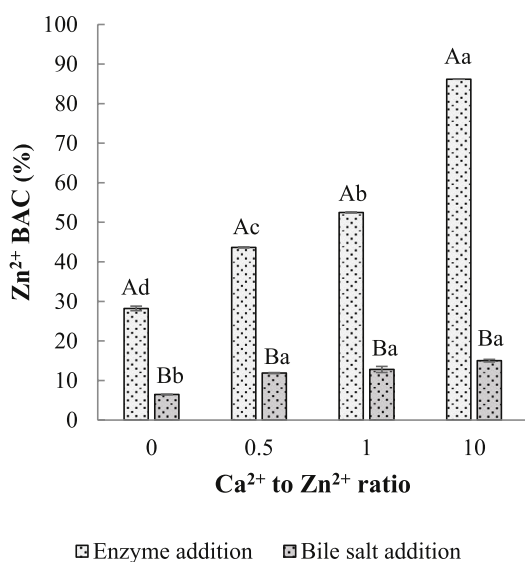 Zn²⁺ BAC (%)
100
90
80
70
60
50
40
30
20
10
0
Ad
Bb
Ac
Ba
Ab
Ba
Aa
Ba
0
0.5
1
10
Ca²⁺ to Zn²⁺ ratio
Enzyme addition
Bile salt addition